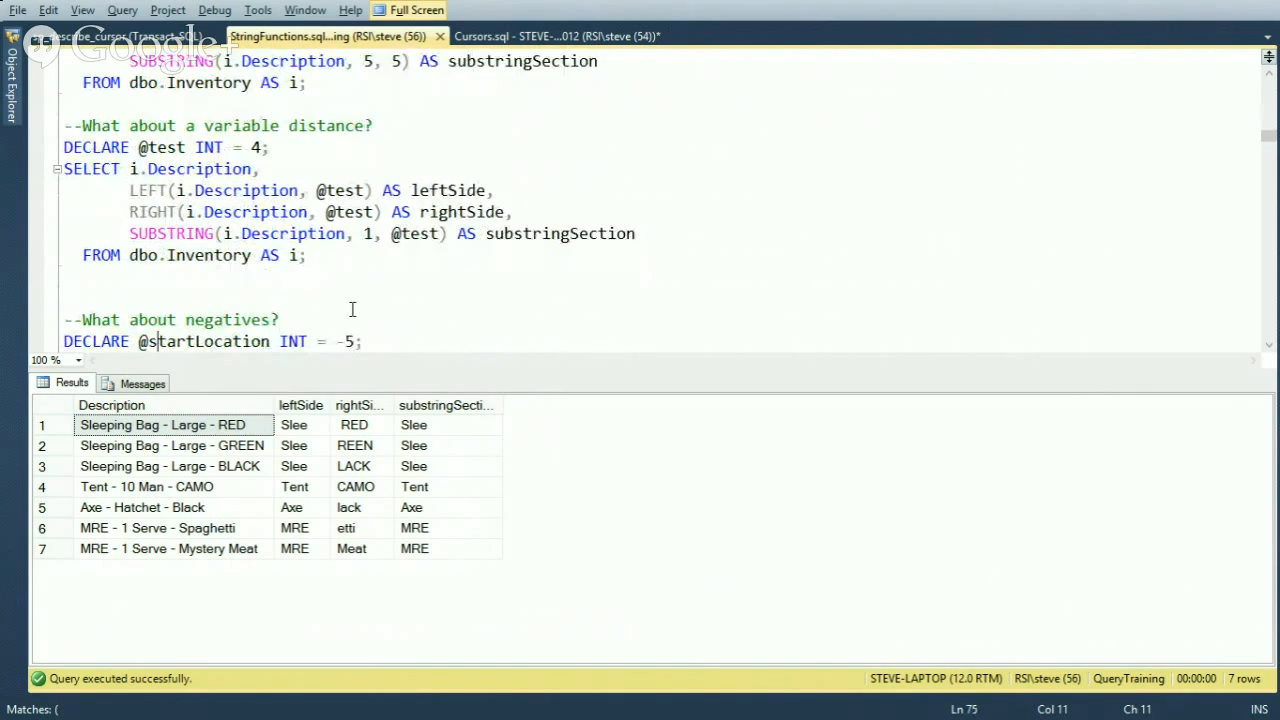 File Edit View Query Project Debug Tools Window Help Full Screen
Google+
sp_describe_cursor (Transact-SQL) StringFunctions.sql...ing (RSI\steve (56)) Cursors.sql - STEVE-...012 (RSI\steve (54))*
Object Explorer
SUBSTRING(i.Description, 5, 5) AS substringSection
FROM dbo.Inventory AS i;
--What about a variable distance?
DECLARE @test INT = 4;
SELECT i.Description,
LEFT(i.Description, @test) AS leftSide,
RIGHT(i.Description, @test) AS rightSide,
SUBSTRING(i.Description, 1, @test) AS substringSection
FROM dbo.Inventory AS i;
--What about negatives?
DECLARE @startLocation INT = -5;
100 %
Results Messages
Description leftSide rightSi... substringSecti...
1 Sleeping Bag - Large - RED Slee RED Slee
2 Sleeping Bag - Large - GREEN Slee REEN Slee
3 Sleeping Bag - Large - BLACK Slee LACK Slee
4 Tent - 10 Man - CAMO Tent CAMO Tent
5 Axe - Hatchet - Black Axe lack Axe
6 MRE - 1 Serve - Spaghetti MRE etti MRE
7 MRE - 1 Serve - Mystery Meat MRE Meat MRE
Query executed successfully. STEVE-LAPTOP (12.0 RTM) RSI\steve (56) QueryTraining 00:00:00 7 rows
Matches: ( Ln 75 Col 11 Ch 11 INS